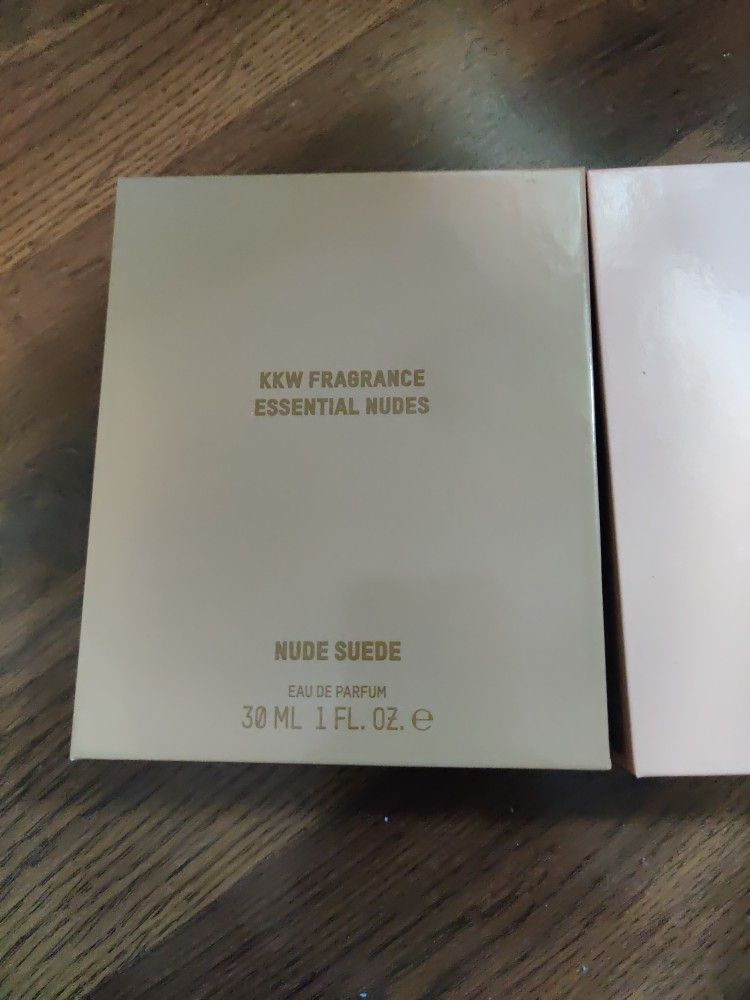 KKW FRAGRANCE
ESSENTIAL NUDES
NUDE SUEDE
EAU DE PARFUM
30 ML 1 FL. OZ. ℮